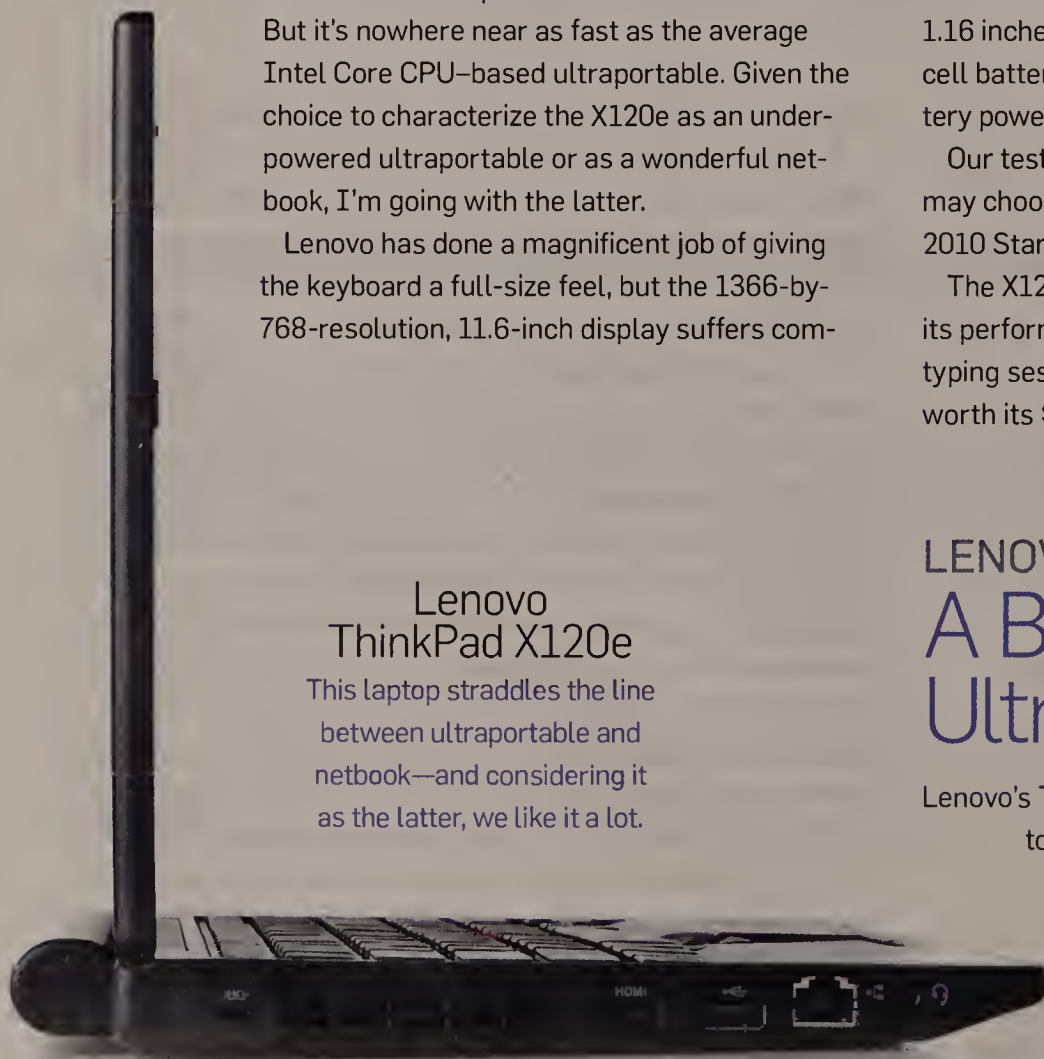 But it's nowhere near as fast as the average
Intel Core CPU–based ultraportable. Given the
choice to characterize the X120e as an under-
powered ultraportable or as a wonderful net-
book, I'm going with the latter.
Lenovo has done a magnificent job of giving
the keyboard a full-size feel, but the 1366-by-
768-resolution, 11.6-inch display suffers com-
Lenovo
ThinkPad X120e
This laptop straddles the line
between ultraportable and
netbook—and considering it
as the latter, we like it a lot.
1.16 inche
cell batter
tery powe
Our test
may choo
2010 Star
The X12
its perform
typing ses
worth its
LENOV
A B
Ultr
Lenovo's
to
HDMI